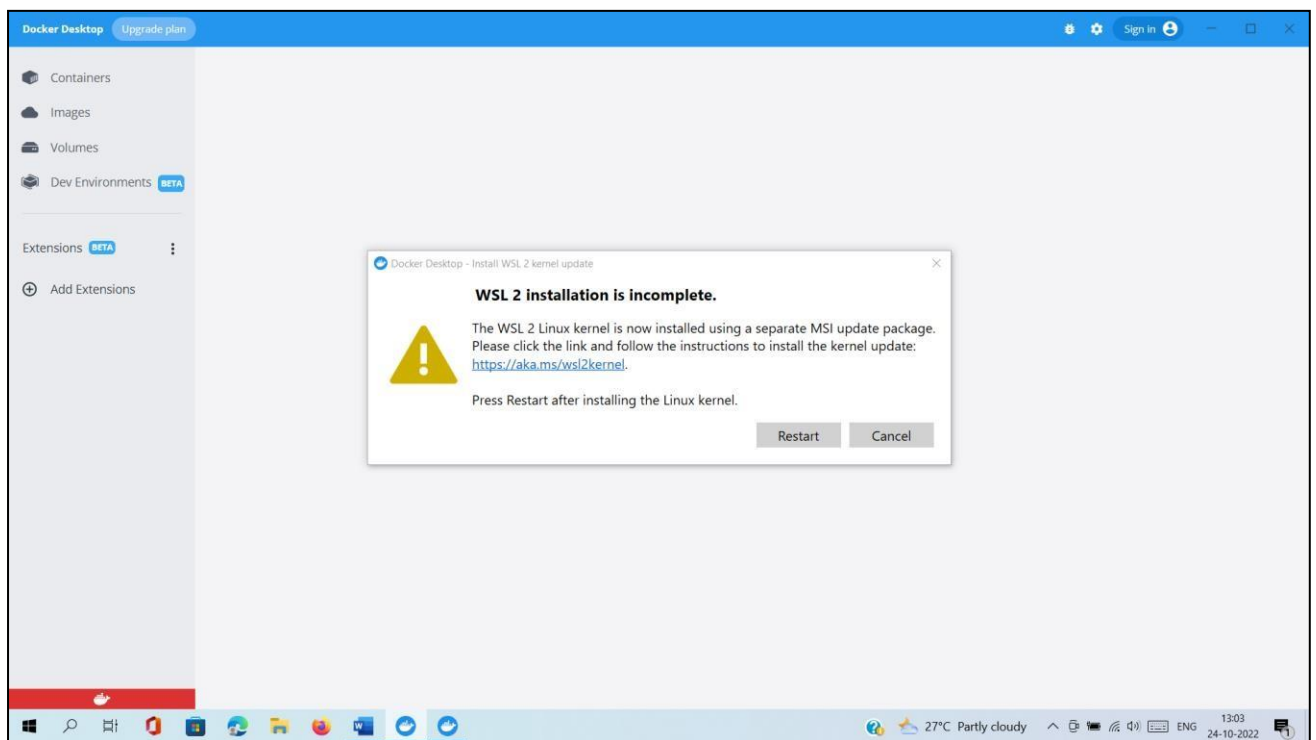 Docker Desktop Upgrade plan
Sign in
Containers
Images
Volumes
Dev Environments BETA
Extensions BETA
Add Extensions
Docker Desktop - Install WSL 2 kernel update
WSL 2 installation is incomplete.
The WSL 2 Linux kernel is now installed using a separate MSI update package.
Please click the link and follow the instructions to install the kernel update:
https://aka.ms/wsl2kernel.
Press Restart after installing the Linux kernel.
Restart Cancel
27°C Partly cloudy ENG
13:03
24-10-2022